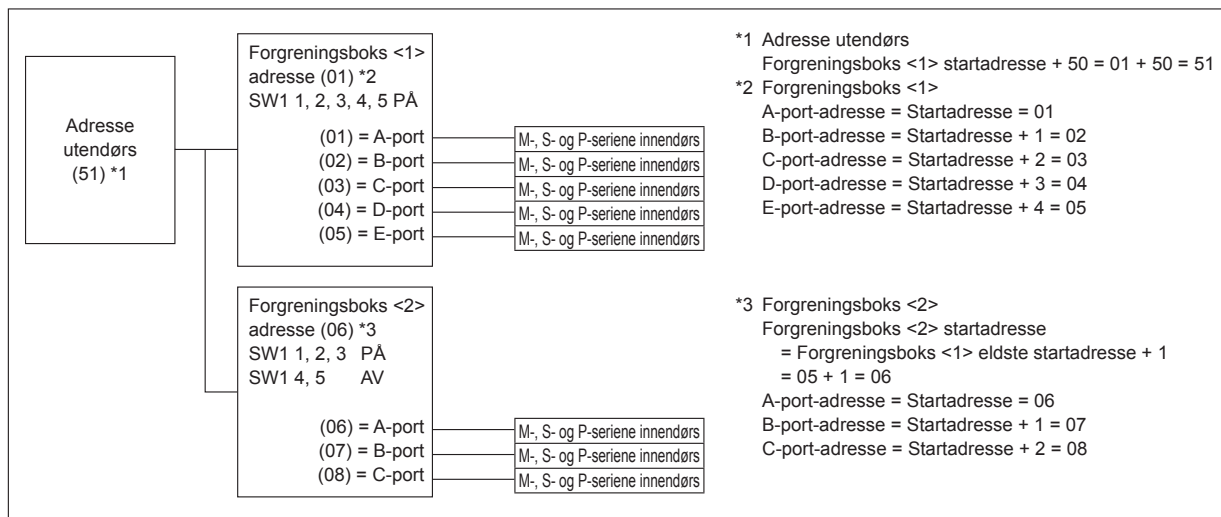 Adresse
utendørs
(51) *1
Forgreningsboks <1>
adresse (01) *2
SW1 1, 2, 3, 4, 5 PÅ
(01) = A-port
(02) = B-port
(03) = C-port
(04) = D-port
(05) = E-port
M-, S- og P-seriene innendørs
M-, S- og P-seriene innendørs
M-, S- og P-seriene innendørs
M-, S- og P-seriene innendørs
M-, S- og P-seriene innendørs
Forgreningsboks <2>
adresse (06) *3
SW1 1, 2, 3 PÅ
SW1 4, 5 AV
(06) = A-port
(07) = B-port
(08) = C-port
M-, S- og P-seriene innendørs
M-, S- og P-seriene innendørs
M-, S- og P-seriene innendørs
*1 Adresse utendørs
Forgreningsboks <1> startadresse + 50 = 01 + 50 = 51
*2 Forgreningsboks <1>
A-port-adresse = Startadresse = 01
B-port-adresse = Startadresse + 1 = 02
C-port-adresse = Startadresse + 2 = 03
D-port-adresse = Startadresse + 3 = 04
E-port-adresse = Startadresse + 4 = 05
*3 Forgreningsboks <2>
Forgreningsboks <2> startadresse
= Forgreningsboks <1> eldste startadresse + 1
= 05 + 1 = 06
A-port-adresse = Startadresse = 06
B-port-adresse = Startadresse + 1 = 07
C-port-adresse = Startadresse + 2 = 08